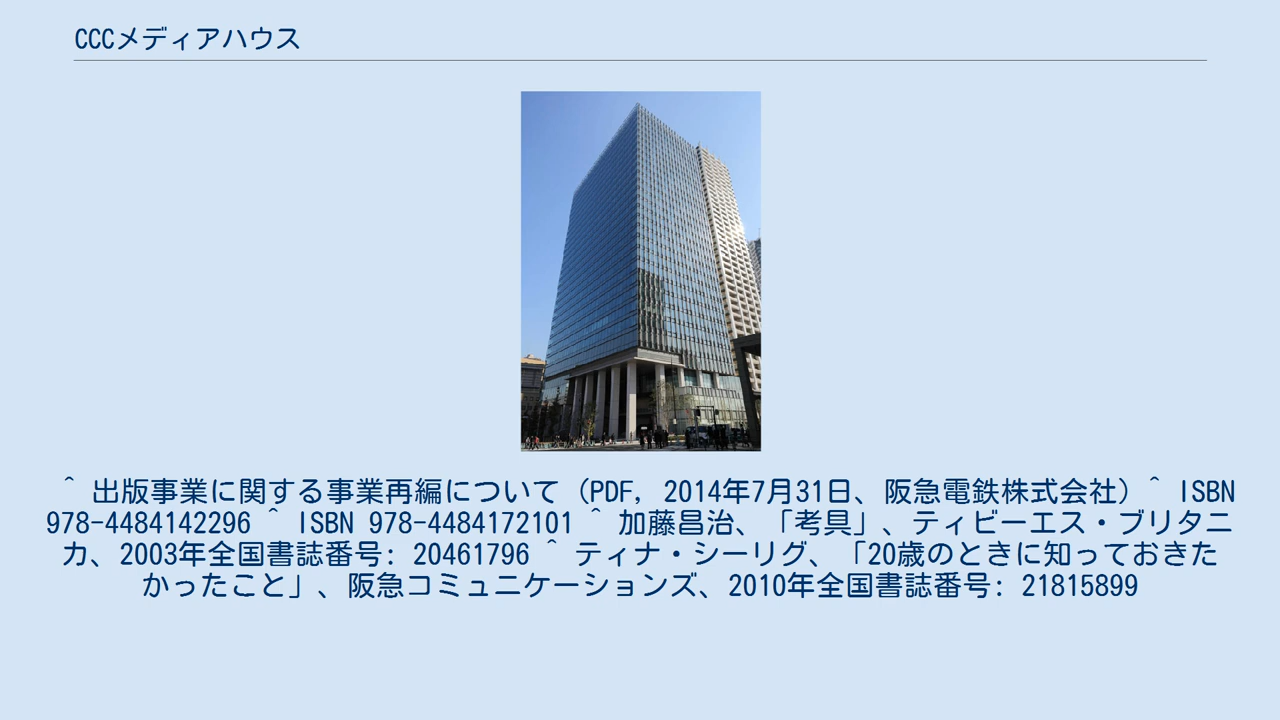 CCCメディアハウス
^ 出版事業に関する事業再編について（PDF, 2014年7月31日、阪急電鉄株式会社）^ ISBN
978-4484142296 ^ ISBN 978-4484172101 ^ 加藤昌治、「考具」、ティビーエス・ブリタニ
カ、2003年全国書誌番号: 20461796 ^ ティナ・シーリグ、「20歳のときに知っておきた
かったこと」、阪急コミュニケーションズ、2010年全国書誌番号: 21815899